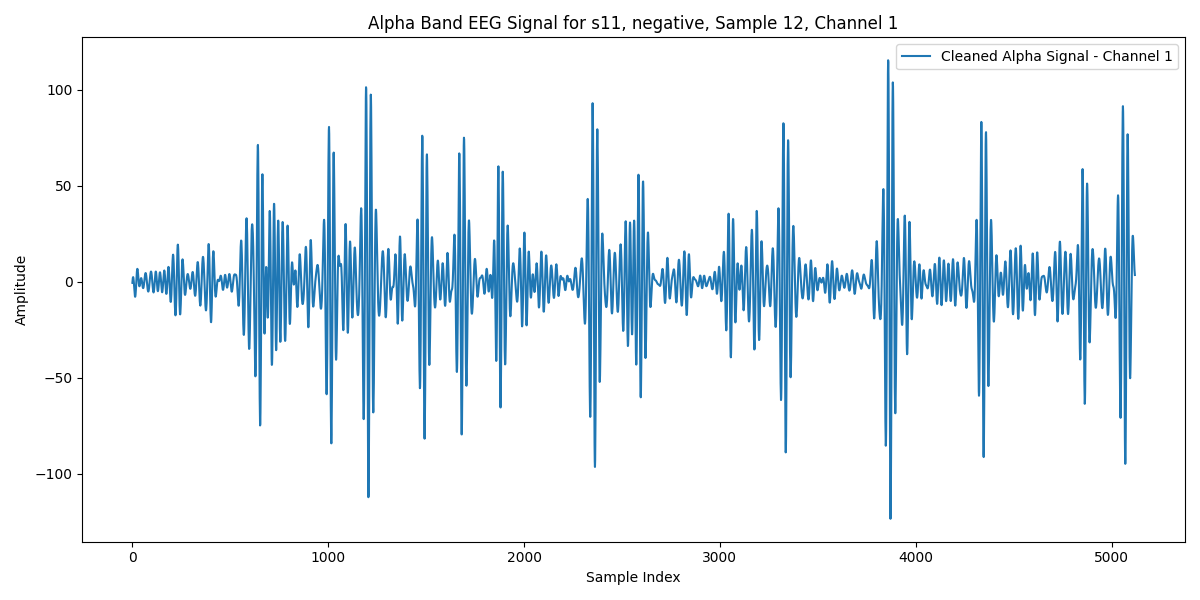 Alpha Band EEG Signal for s11, negative, Sample 12, Channel 1
Cleaned Alpha Signal - Channel 1
100
50
0
−50
−100
Amplitude
0 1000 2000 3000 4000 5000
Sample Index